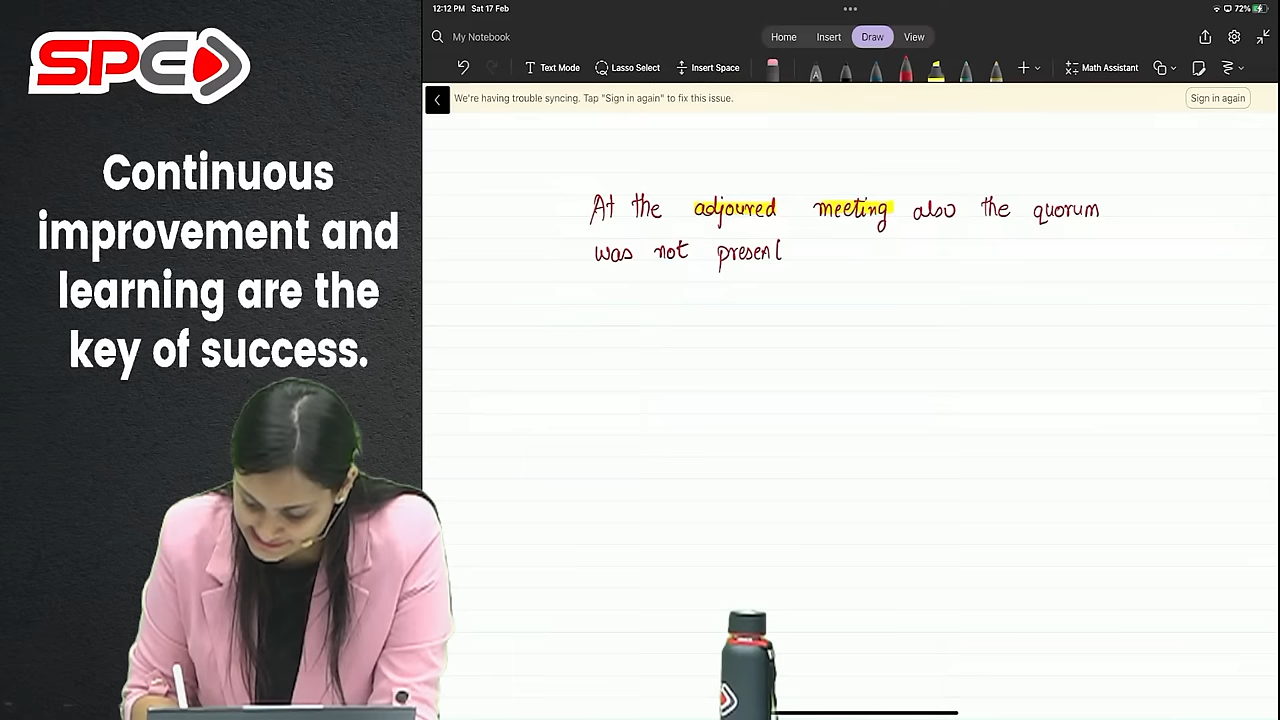 SPC
Continuous
improvement and
learning are the
key of success.
12:12 PM Sat 17 Feb
72%
My Notebook
Home Insert Draw View
Text Mode Lasso Select Insert Space Math Assistant
We're having trouble syncing. Tap "Sign in again" to fix this issue. Sign in again
At the adjoured meeting also the quorum
was not present